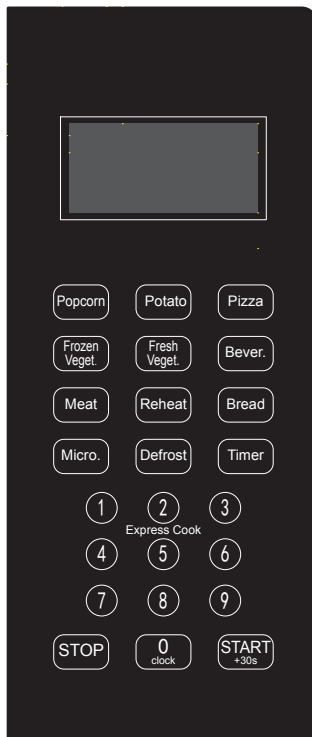 Popcorn Potato Pizza
Frozen Veget. Fresh Veget. Bever.
Meat Reheat Bread
Micro. Defrost Timer
1 2 3
Express Cook
4 5 6
7 8 9
STOP 0 clock START +30s